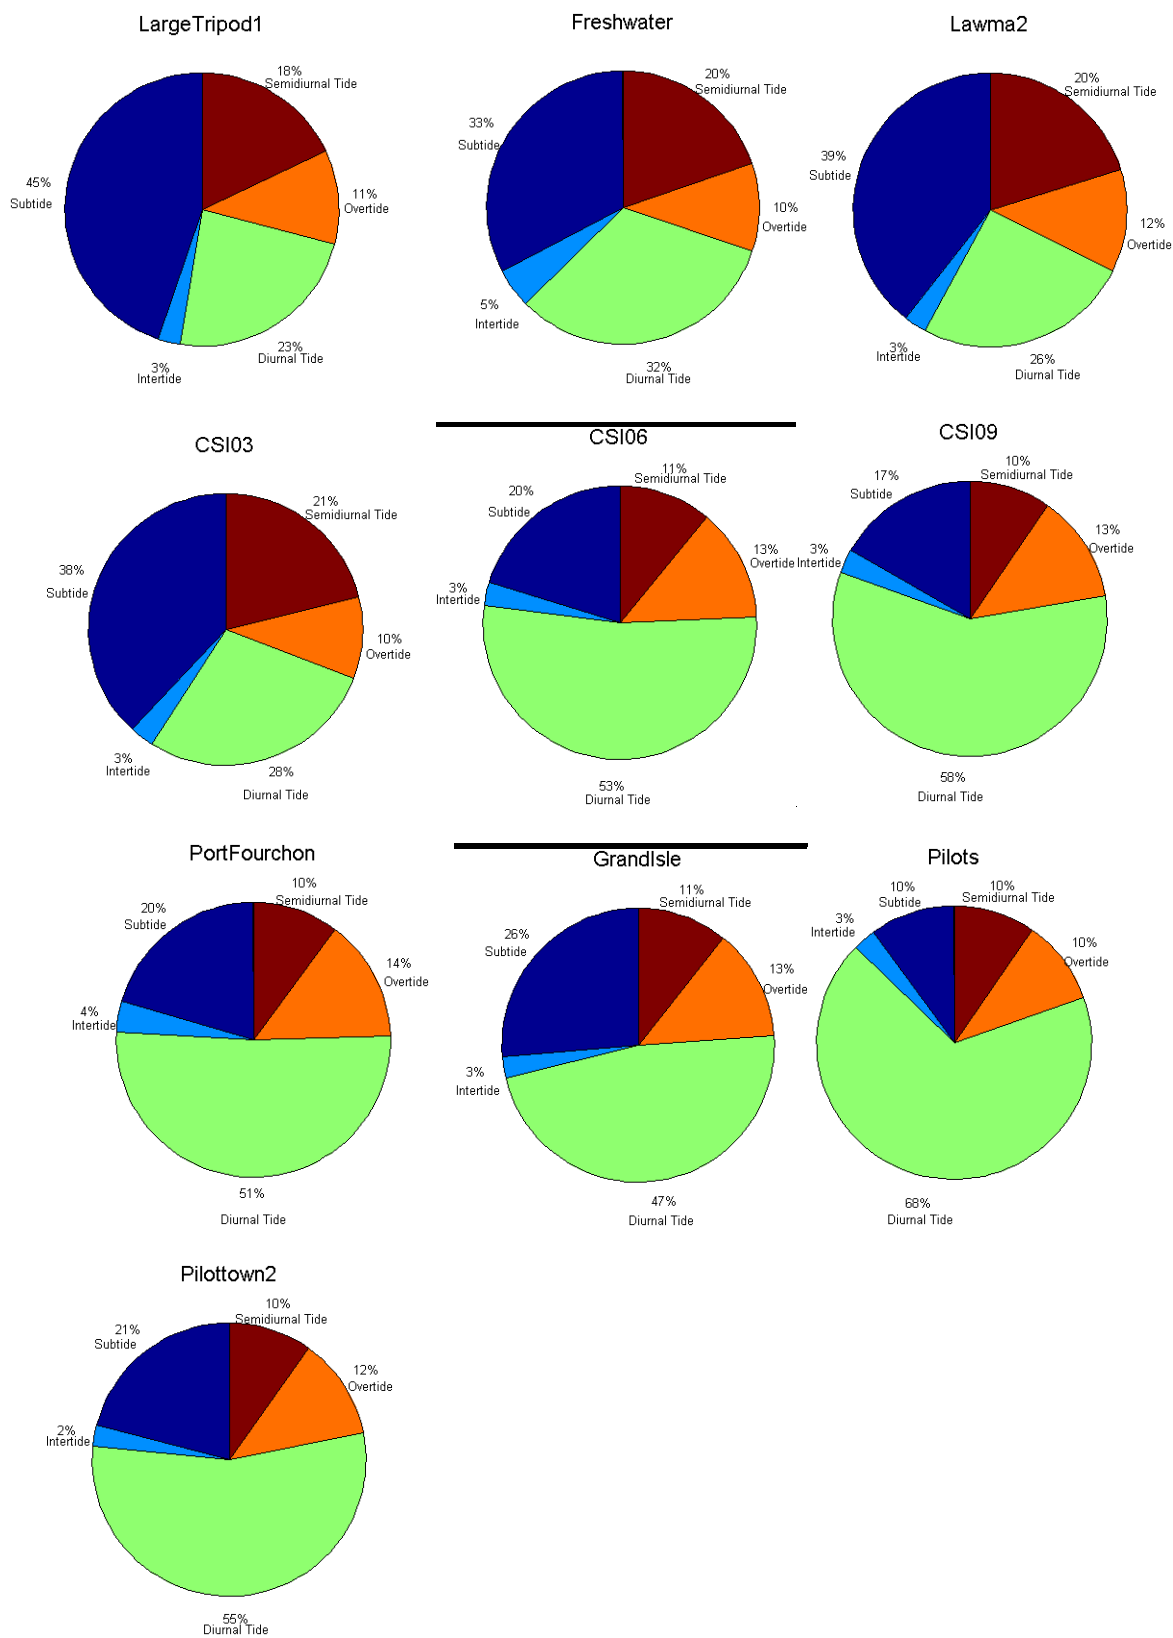 LargeTripod1
18%
Semidiurnal Tide
11%
Overtide
23%
Diurnal Tide
3%
Intertide
45%
Subtide
Freshwater
20%
Semidiurnal Tide
10%
Overtide
32%
Diurnal Tide
5%
Intertide
33%
Subtide
Lawma2
20%
Semidiurnal Tide
12%
Overtide
26%
Diurnal Tide
3%
Intertide
39%
Subtide
CSI03
21%
Semidiurnal Tide
10%
Overtide
28%
Diurnal Tide
3%
Intertide
38%
Subtide
CSI06
11%
Semidiurnal Tide
13%
Overtide
53%
Diurnal Tide
3%
Intertide
20%
Subtide
CSI09
10%
Semidiurnal Tide
13%
Overtide
58%
Diurnal Tide
3%
Intertide
17%
Subtide
PortFourchon
10%
Semidiurnal Tide
14%
Overtide
51%
Diurnal Tide
4%
Intertide
20%
Subtide
GrandIsle
11%
Semidiurnal Tide
13%
Overtide
47%
Diurnal Tide
3%
Intertide
26%
Subtide
Pilots
10%
Semidiurnal Tide
10%
Overtide
68%
Diurnal Tide
3%
Intertide
10%
Subtide
Pilottown2
10%
Semidiurnal Tide
12%
Overtide
55%
Diurnal Tide
2%
Intertide
21%
Subtide